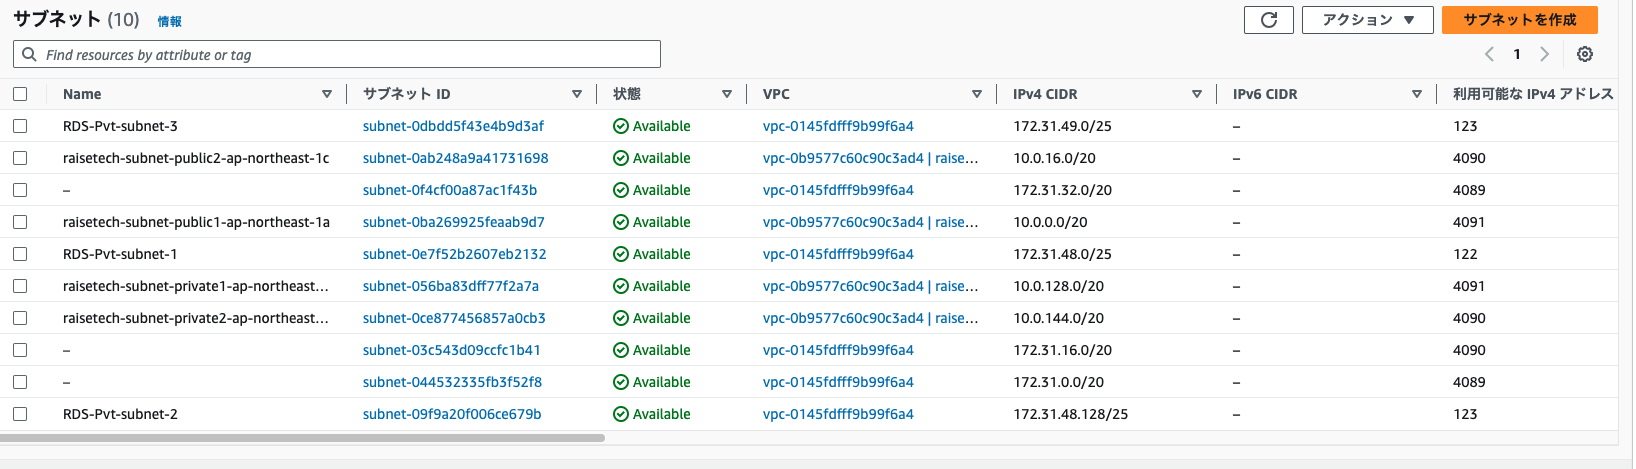 サブネット (10) 情報
アクション ▼ サブネットを作成
Find resources by attribute or tag
1
Name サブネット ID 状態 VPC IPv4 CIDR IPv6 CIDR 利用可能な IPv4 アドレス
RDS-Pvt-subnet-3 subnet-0dbdd5f43e4b9d3af Available vpc-0145fdfff9b99f6a4 172.31.49.0/25 – 123
raisetech-subnet-public2-ap-northeast-1c subnet-0ab248a9a41731698 Available vpc-0b9577c60c90c3ad4 | raise... 10.0.16.0/20 – 4090
– subnet-0f4cf00a87ac1f43b Available vpc-0145fdfff9b99f6a4 172.31.32.0/20 – 4089
raisetech-subnet-public1-ap-northeast-1a subnet-0ba269925feaab9d7 Available vpc-0b9577c60c90c3ad4 | raise... 10.0.0.0/20 – 4091
RDS-Pvt-subnet-1 subnet-0e7f52b2607eb2132 Available vpc-0145fdfff9b99f6a4 172.31.48.0/25 – 122
raisetech-subnet-private1-ap-northeast... subnet-056ba83dff77f2a7a Available vpc-0b9577c60c90c3ad4 | raise... 10.0.128.0/20 – 4091
raisetech-subnet-private2-ap-northeast... subnet-0ce877456857a0cb3 Available vpc-0b9577c60c90c3ad4 | raise... 10.0.144.0/20 – 4090
– subnet-03c543d09ccfc1b41 Available vpc-0145fdfff9b99f6a4 172.31.16.0/20 – 4090
– subnet-044532335fb3f52f8 Available vpc-0145fdfff9b99f6a4 172.31.0.0/20 – 4089
RDS-Pvt-subnet-2 subnet-09f9a20f006ce679b Available vpc-0145fdfff9b99f6a4 172.31.48.128/25 – 123